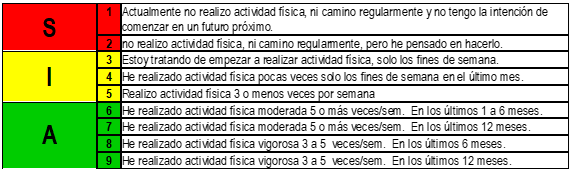 S
1 Actualmente no realizo actividad física, ni camino regularmente y no tengo la intención de
comenzar en un futuro próximo.
2 no realizo actividad física, ni camino regularmente, pero he pensado en hacerlo.
I
3 Estoy tratando de empezar a realizar actividad física, solo los fines de semana.
4 He realizado actividad física pocas veces solo los fines de semana en el último mes.
5 Realizo actividad física 3 o menos veces por semana
A
6 He realizado actividad física moderada 5 o más veces/sem. En los últimos 1 a 6 meses.
7 He realizado actividad física moderada 5 o más veces/sem. En los últimos 12 meses.
8 He realizado actividad física vigorosa 3 a 5 veces/sem. En los últimos 6 meses.
9 He realizado actividad física vigorosa 3 a 5 veces/sem. En los últimos 12 meses.